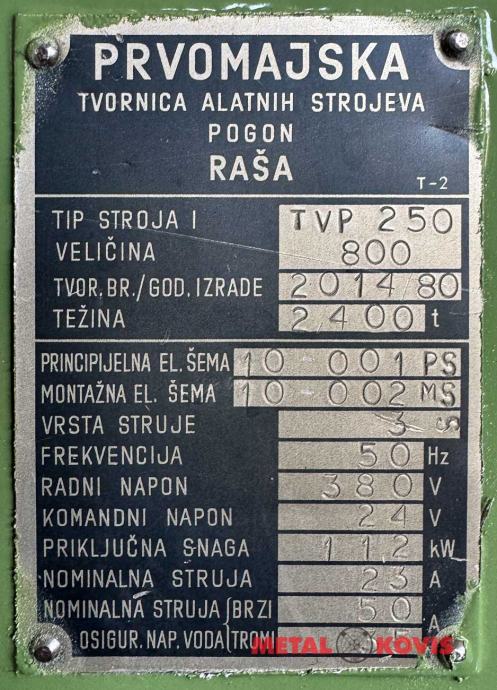 PRVOMAJSKA
TVORNICA ALATNIH STROJEVA
POGON
RAŠA
T-2
TIP STROJA I TVP 250
VELIČINA 800
TVOR. BR./GOD. IZRADE 2014/80
TEŽINA 2400 t
PRINCIPIJELNA EL. ŠEMA 10-001 PS
MONTAŽNA EL. ŠEMA 10-002 MŠ
VRSTA STRUJE 3 S
FREKVENCIJA 50 Hz
RADNI NAPON 380 V
KOMANDNI NAPON 24 V
PRIKLJUČNA SNAGA 11,2 kW
NOMINALNA STRUJA 23 A
NOMINALNA STRUJA BRZI 50 A
OSIGUR. NAP. VODA TRO
METAL KOVIS